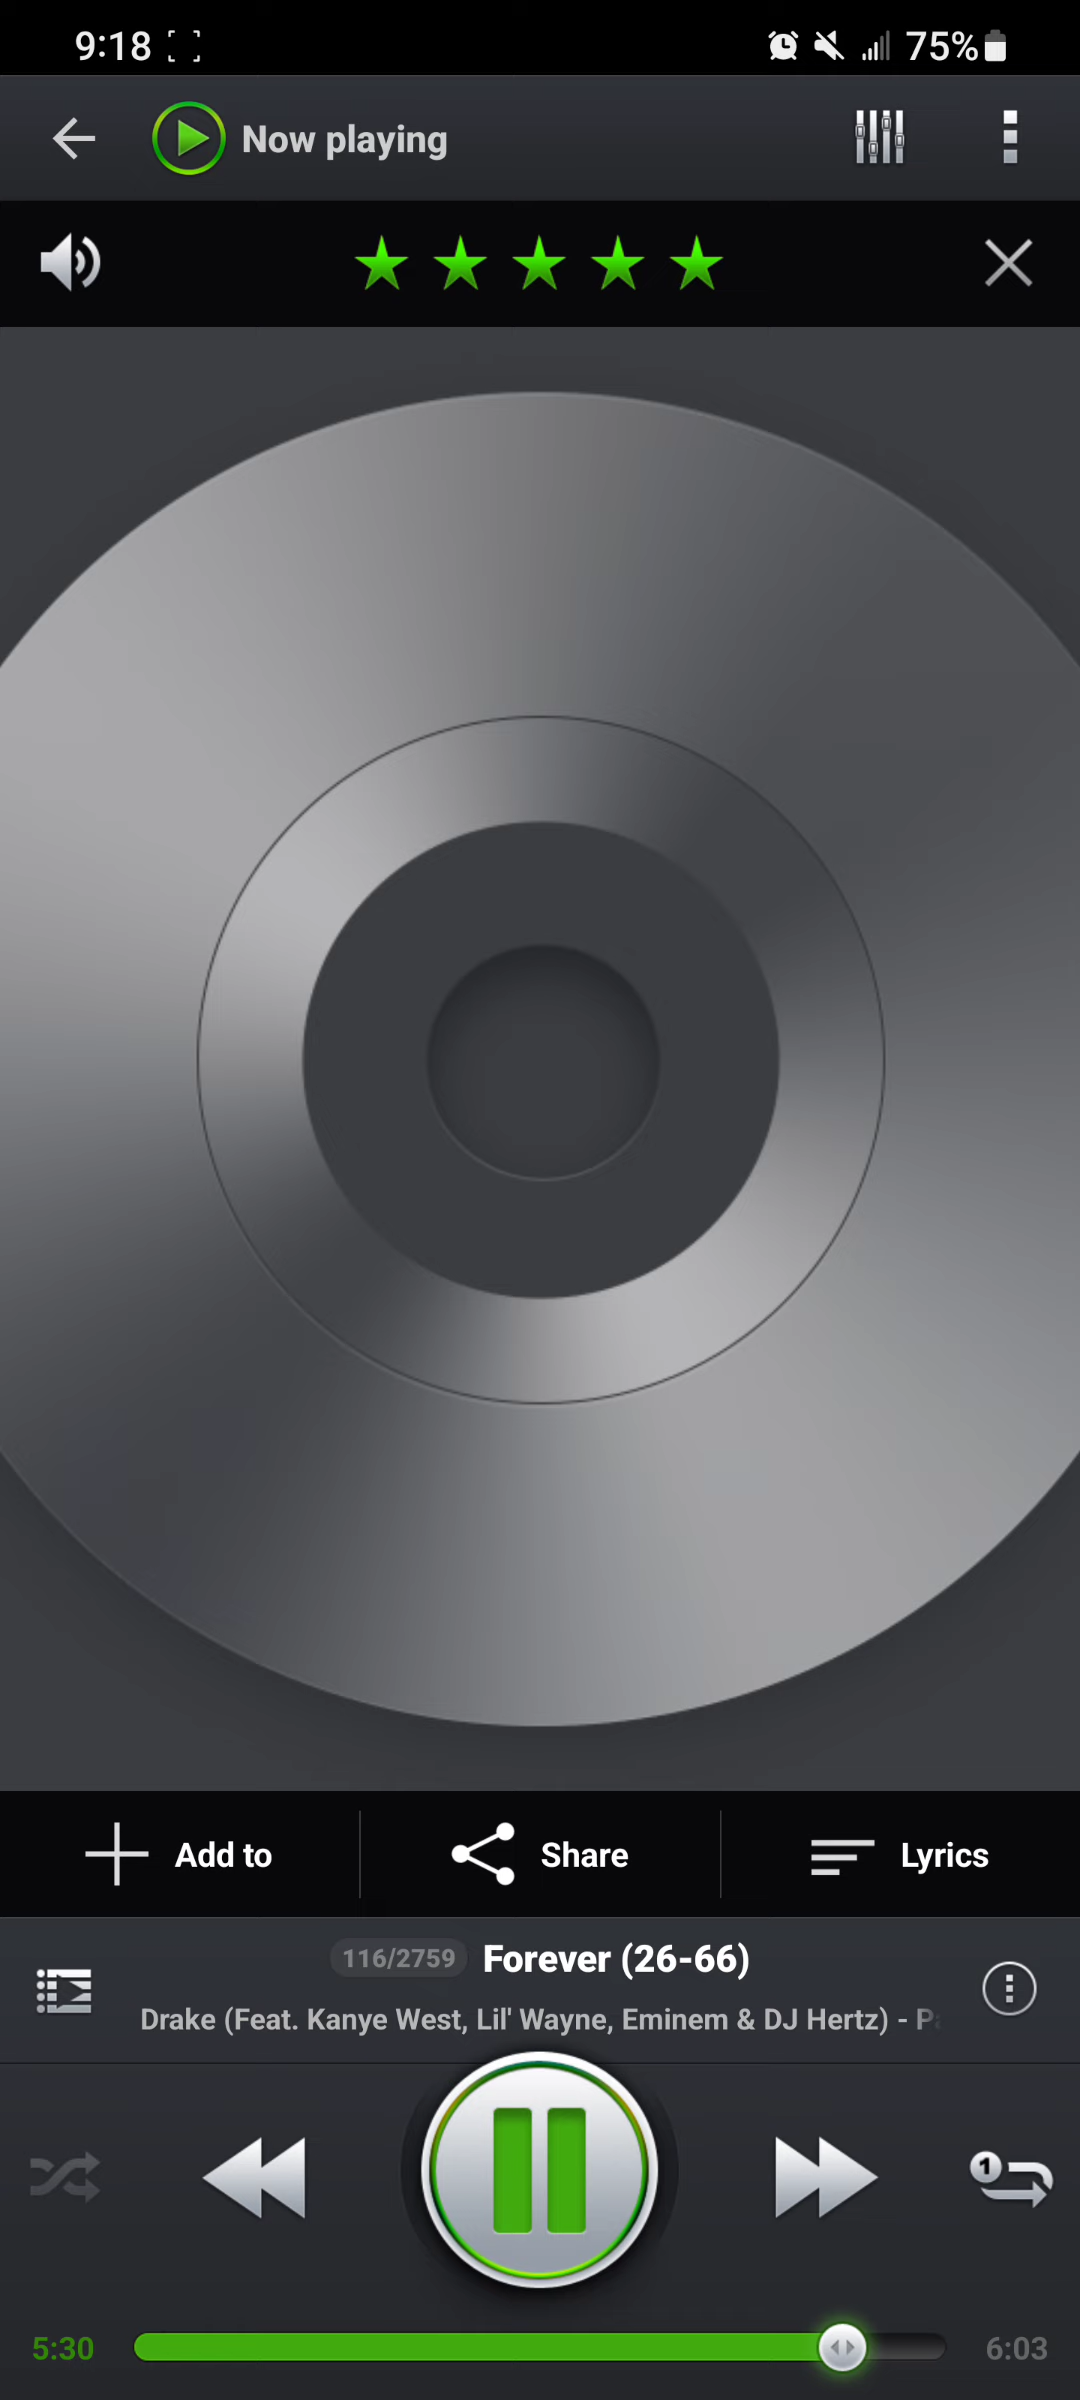 9:18 75%
Now playing
Add to Share Lyrics
116/2759 Forever (26-66)
Drake (Feat. Kanye West, Lil' Wayne, Eminem & DJ Hertz) -
1
5:30 6:03